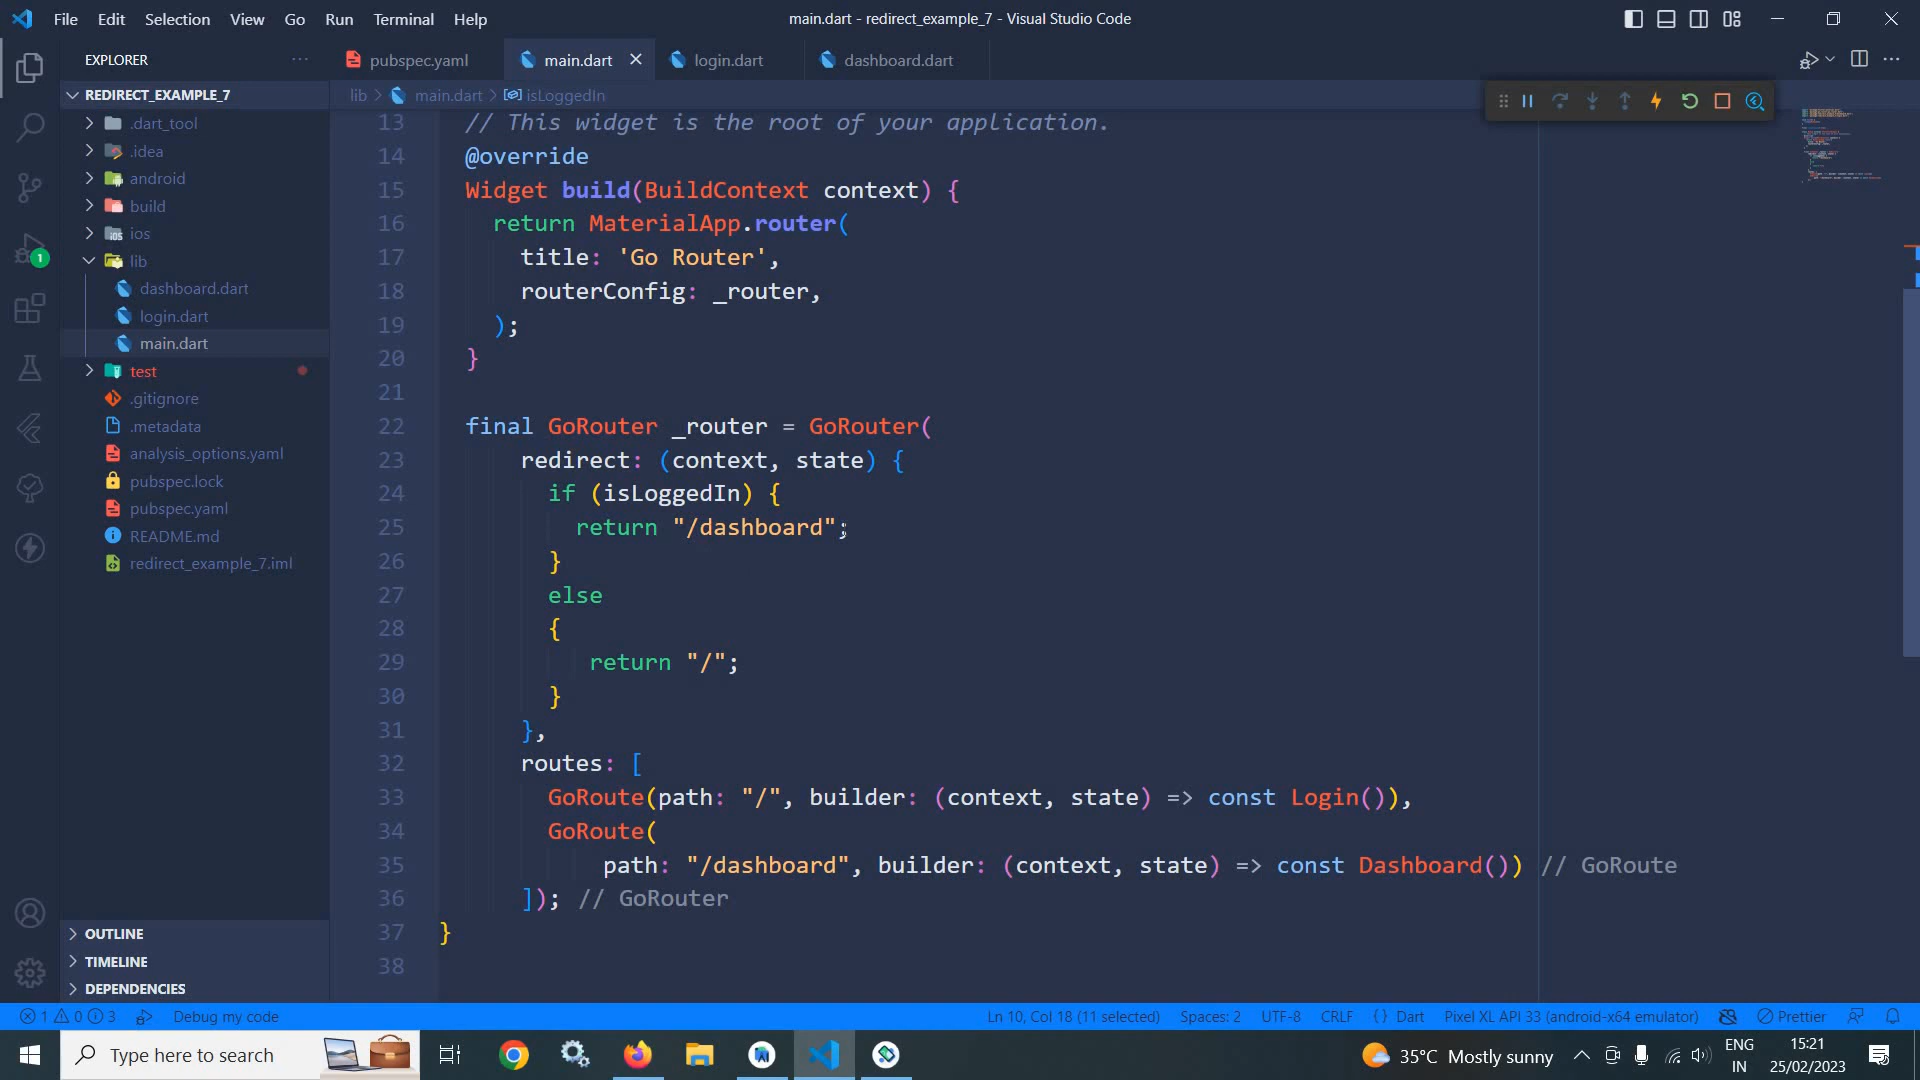 File Edit Selection View Go Run Terminal Help
main.dart - redirect_example_7 - Visual Studio Code
EXPLORER
pubspec.yaml
main.dart
login.dart
dashboard.dart
REDIRECT_EXAMPLE_7
lib > main.dart > isLoggedIn
.dart_tool
.idea
android
build
ios
lib
dashboard.dart
login.dart
main.dart
test
.gitignore
.metadata
analysis_options.yaml
pubspec.lock
pubspec.yaml
README.md
redirect_example_7.iml
OUTLINE
TIMELINE
DEPENDENCIES
1
13 // This widget is the root of your application.
14 @override
15 Widget build(BuildContext context) {
16 return MaterialApp.router(
17 title: 'Go Router',
18 routerConfig: _router,
19 );
20 }
21
22 final GoRouter _router = GoRouter(
23 redirect: (context, state) {
24 if (isLoggedIn) {
25 return "/dashboard";
26 }
27 else
28 {
29 return "/";
30 }
31 },
32 routes: [
33 GoRoute(path: "/", builder: (context, state) => const Login()),
34 GoRoute(
35 path: "/dashboard", builder: (context, state) => const Dashboard()) // GoRoute
36 ]); // GoRouter
37 }
38
1 0 3 Debug my code
Ln 10, Col 18 (11 selected) Spaces: 2 UTF-8 CRLF { } Dart Pixel XL API 33 (android-x64 emulator) Prettier
Type here to search
35°C Mostly sunny
ENG
IN
15:21
25/02/2023